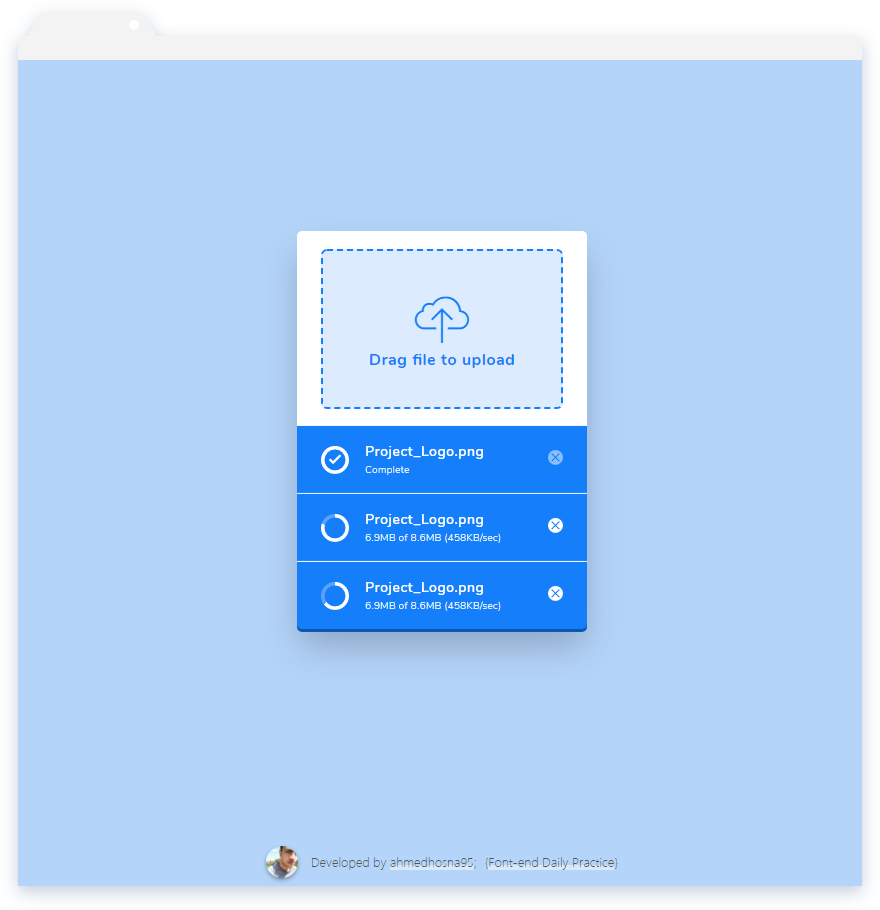 Drag file to upload
Project_Logo.png
Complete
Project_Logo.png
6.9MB of 8.6MB (458KB/sec)
Project_Logo.png
6.9MB of 8.6MB (458KB/sec)
Developed by ahmedhosna95; {Font-end Daily Practice}